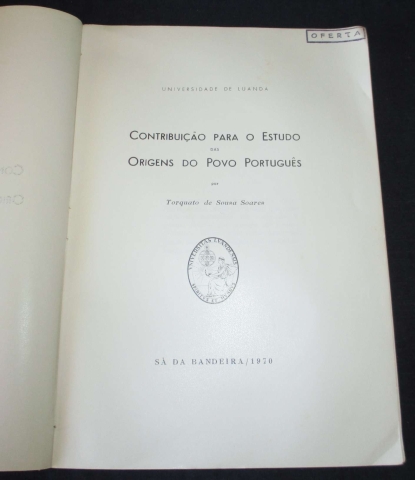 OFERTA
UNIVERSIDADE DE LUANDA
CONTRIBUIÇÃO PARA O ESTUDO
DAS
ORIGENS DO POVO PORTUGUÊS
POR
Torquato de Sousa Soares
SÁ DA BANDEIRA/1970